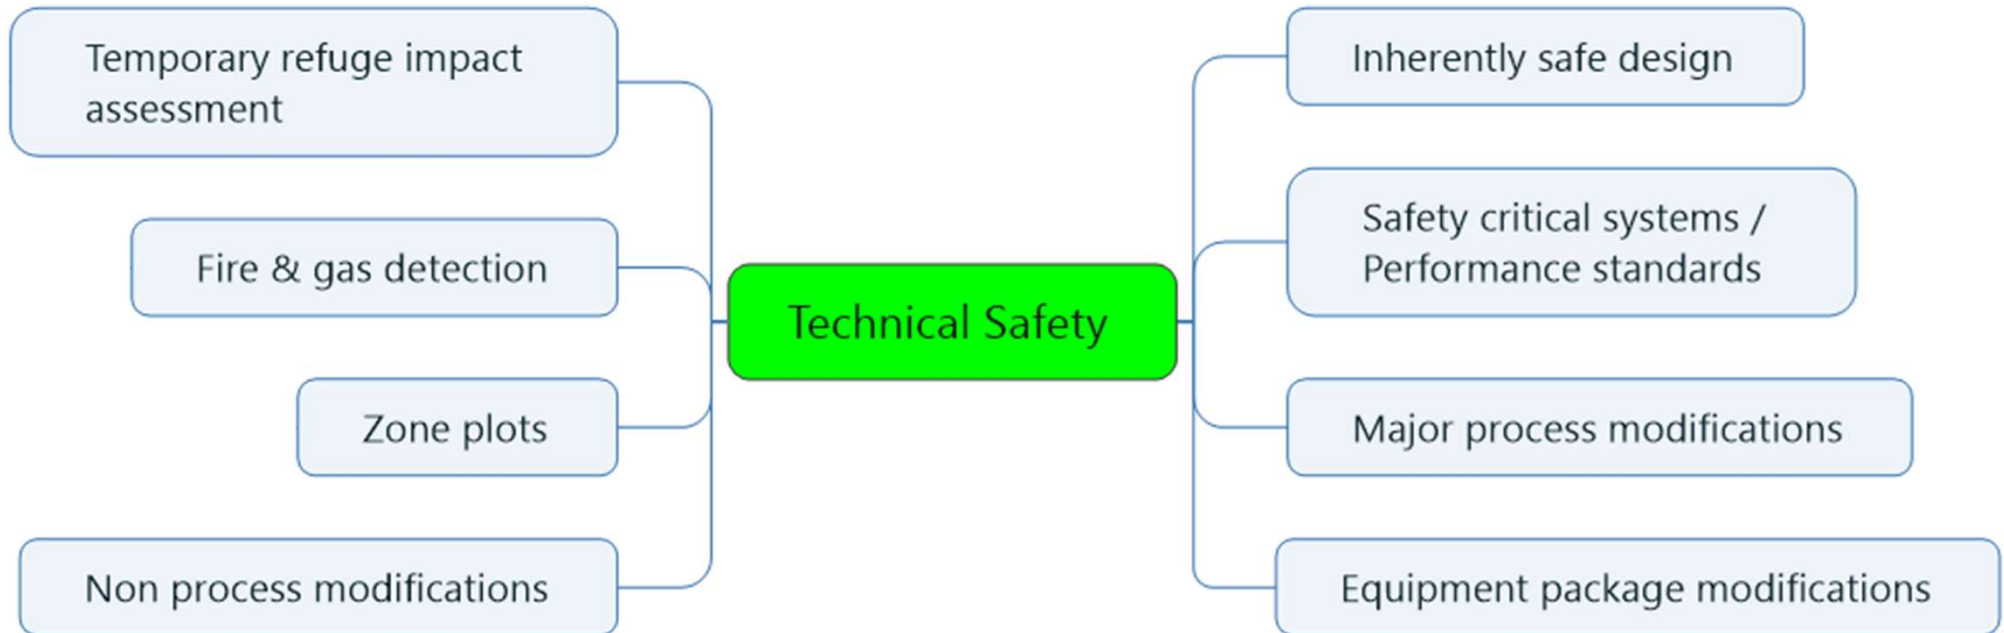 Temporary refuge impact
assessment
Fire & gas detection
Zone plots
Non process modifications
Technical Safety
Inherently safe design
Safety critical systems /
Performance standards
Major process modifications
Equipment package modifications